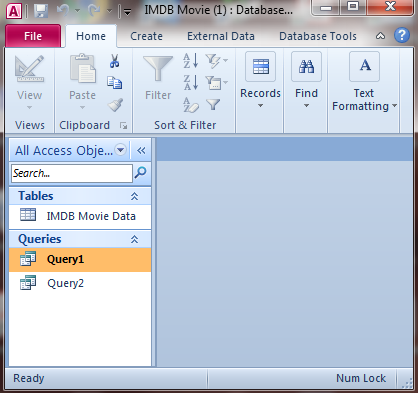 IMDB Movie (1) : Database...
File Home Create External Data Database Tools
View Paste Filter Records Find Text Formatting
Views Clipboard Sort & Filter
All Access Obje...
Search...
Tables
IMDB Movie Data
Queries
Query1
Query2
Ready Num Lock